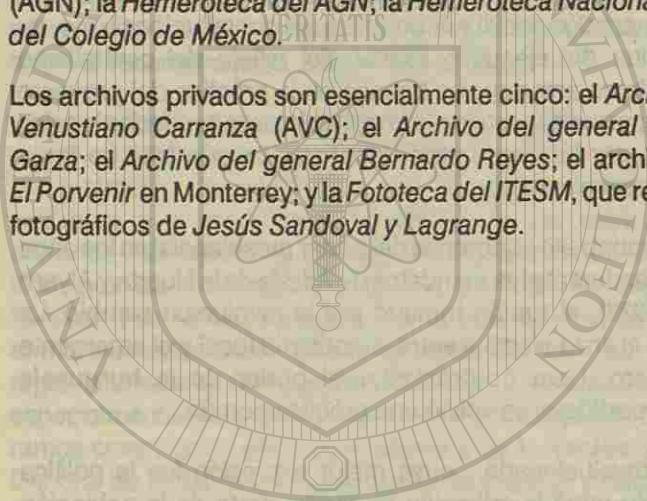 (AGN); la Hemeroteca del AGN; la Hemeroteca Naciona
del Colegio de México.
Los archivos privados son esencialmente cinco: el Arc
Venustiano Carranza (AVC); el Archivo del general
Garza; el Archivo del general Bernardo Reyes; el arch
El Porvenir en Monterrey; y la Fototeca del ITESM, que re
fotográficos de Jesús Sandoval y Lagrange.
VERITATIS